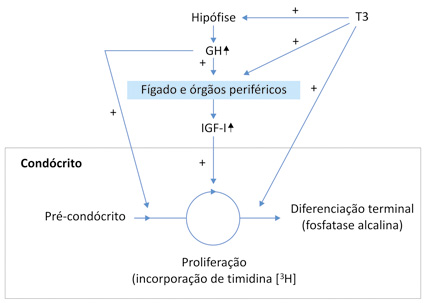 Hipófise
+
T3
GH
+
+
Fígado e órgãos periféricos
+
+
IGF-I
Condócrito
+
Pré-condócrito
Diferenciação terminal
(fosfatase alcalina)
Proliferação
(incorporação de timidina [³H]